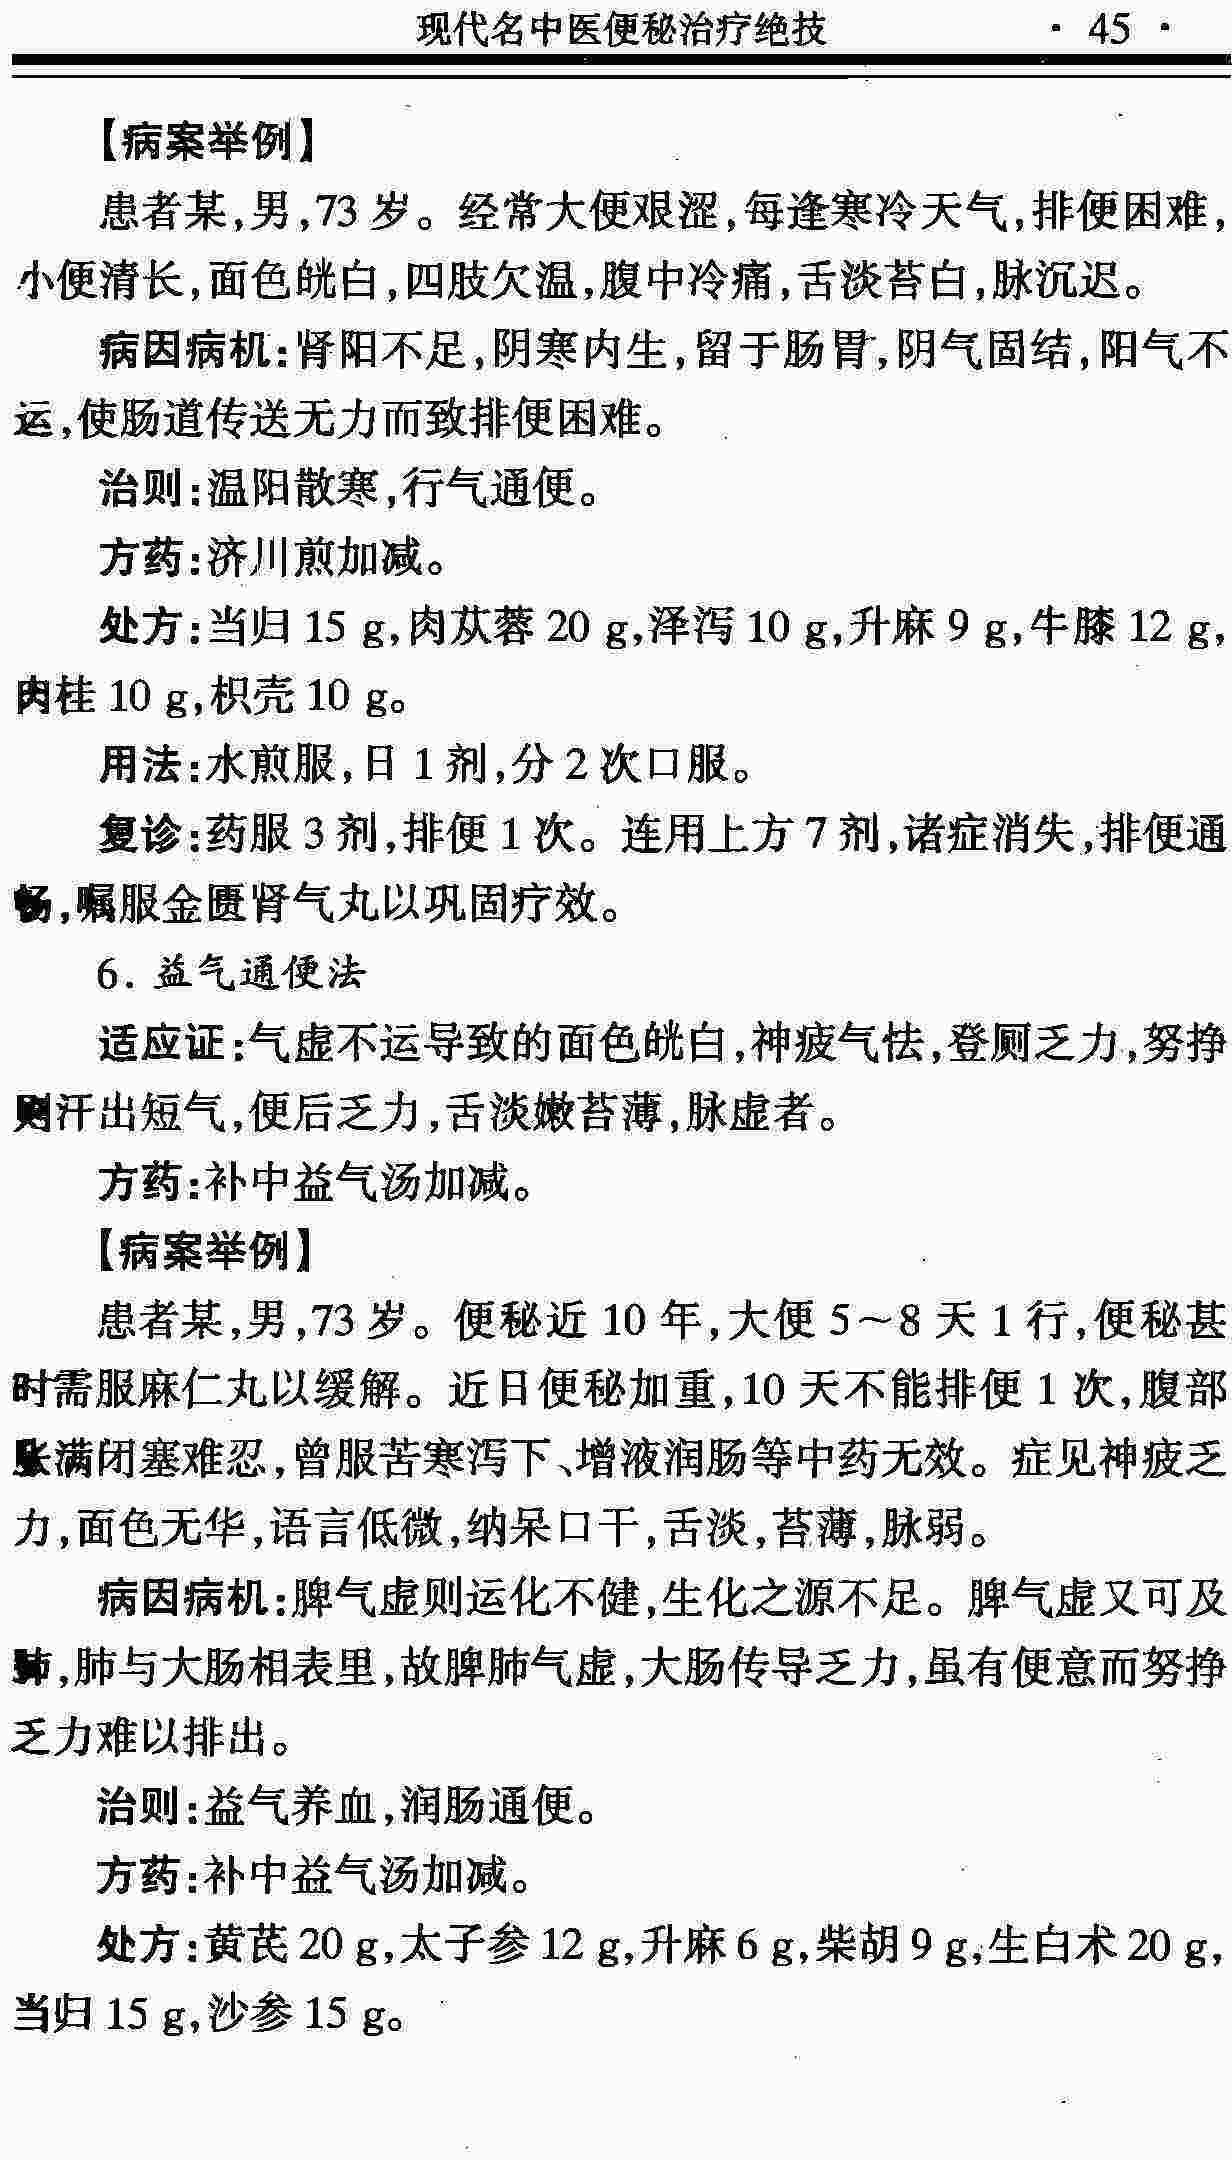 现代名中医便秘治疗绝技 · 45 ·
【病案举例】
患者某,男,73 岁。经常大便艰涩,每逢寒冷天气,排便困难,
小便清长,面色㿠白,四肢欠温,腹中冷痛,舌淡苔白,脉沉迟。
病因病机:肾阳不足,阴寒内生,留于肠胃,阴气固结,阳气不
运,使肠道传送无力而致排便困难。
治则:温阳散寒,行气通便。
方药:济川煎加减。
处方:当归 15 g,肉苁蓉 20 g,泽泻 10 g,升麻 9 g,牛膝 12 g,
肉桂 10 g,枳壳 10 g。
用法:水煎服,日 1 剂,分 2 次口服。
复诊:药服 3 剂,排便 1 次。连用上方 7 剂,诸症消失,排便通
畅,嘱服金匮肾气丸以巩固疗效。
6. 益气通便法
适应证:气虚不运导致的面色㿠白,神疲气怯,登厕乏力,努挣
则汗出短气,便后乏力,舌淡嫩苔薄,脉虚者。
方药:补中益气汤加减。
【病案举例】
患者某,男,73 岁。便秘近 10 年,大便 5～8 天 1 行,便秘甚
时需服麻仁丸以缓解。近日便秘加重,10 天不能排便 1 次,腹部
胀满闭塞难忍,曾服苦寒泻下、增液润肠等中药无效。症见神疲乏
力,面色无华,语言低微,纳呆口干,舌淡,苔薄,脉弱。
病因病机:脾气虚则运化不健,生化之源不足。脾气虚又可及
肺,肺与大肠相表里,故脾肺气虚,大肠传导乏力,虽有便意而努挣
乏力难以排出。
治则:益气养血,润肠通便。
方药:补中益气汤加减。
处方:黄芪 20 g,太子参 12 g,升麻 6 g,柴胡 9 g,生白术 20 g,
当归 15 g,沙参 15 g。